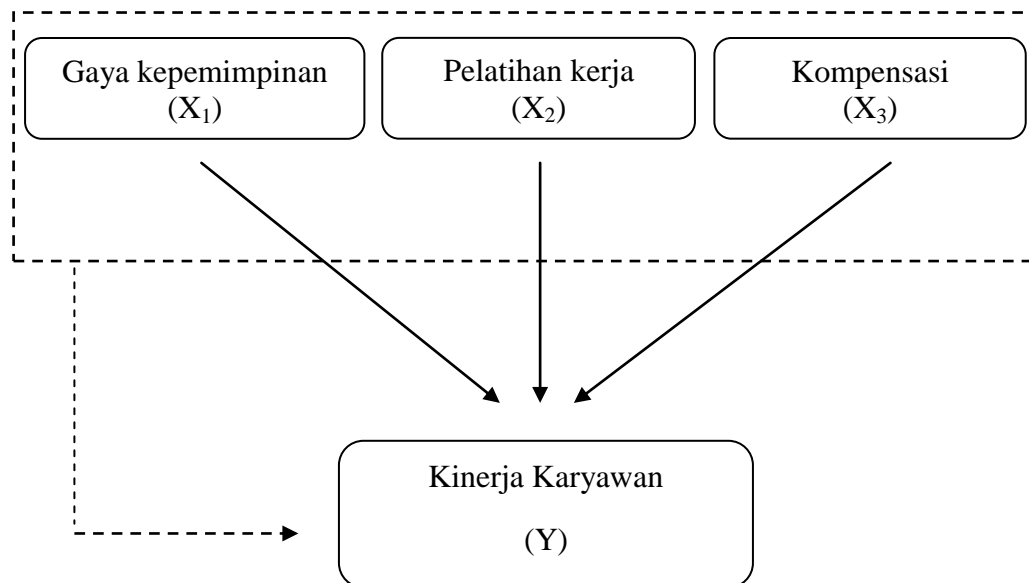 Gaya kepemimpinan
(X₁)
Pelatihan kerja
(X₂)
Kompensasi
(X₃)
Kinerja Karyawan
(Y)